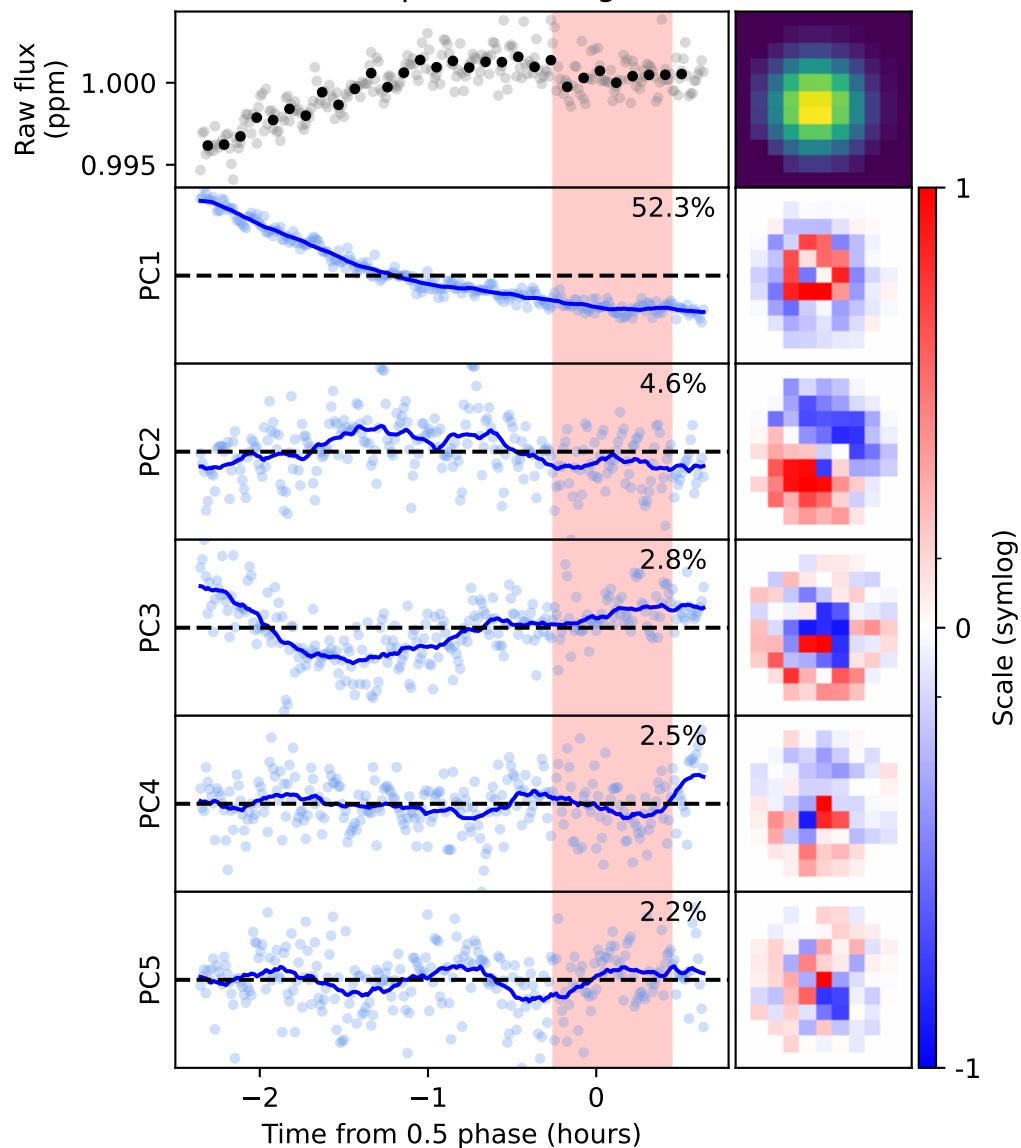 Raw flux
(ppm)
1.000
0.995
PC1
52.3%
1
PC2
4.6%
PC3
2.8%
0
Scale (symlog)
PC4
2.5%
PC5
2.2%
-1
−2
−1
0
Time from 0.5 phase (hours)